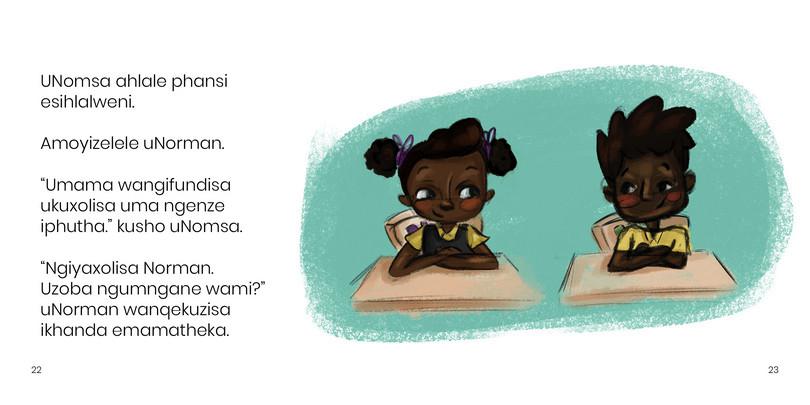 UNomsa ahlale phansi
esihlalweni.
Amoyizelele uNorman.
“Umama wangifundisa
ukuxolisa uma ngenze
iphutha.” kusho uNomsa.
“Ngiyaxolisa Norman.
Uzoba ngumngane wami?”
uNorman wanqekuzisa
ikhanda emamatheka.
22
23